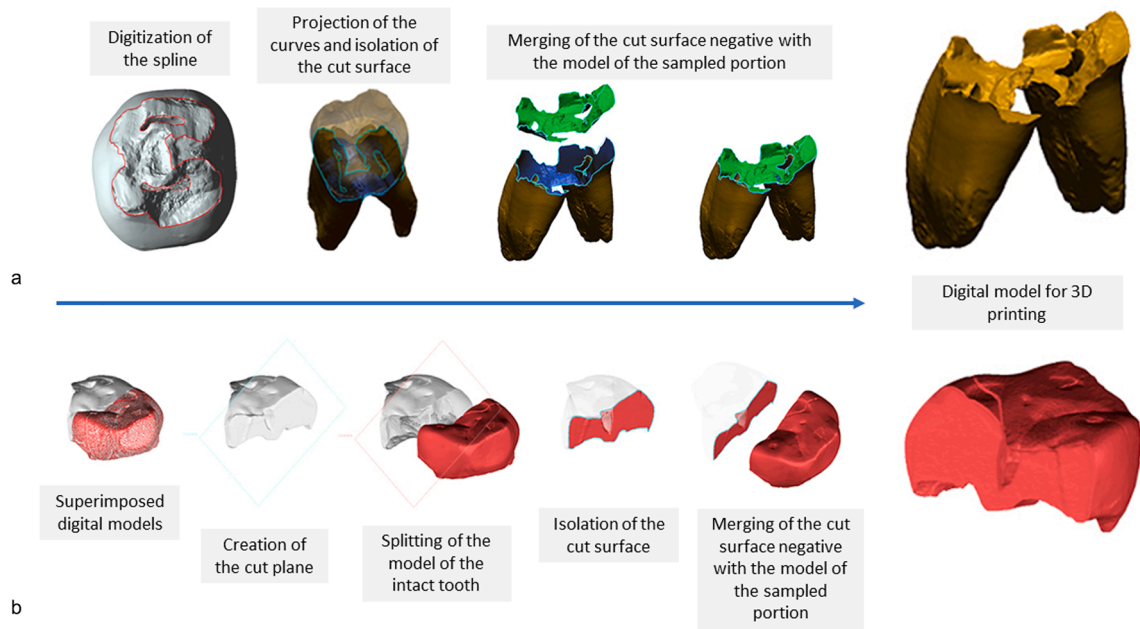 Digitization of
the spline
Projection of the
curves and isolation of
the cut surface
Merging of the cut surface negative with
the model of the sampled portion
a
Digital model for 3D
printing
Superimposed
digital models
Creation of
the cut plane
Splitting of the
model of the
intact tooth
Isolation of the
cut surface
Merging of the cut
surface negative
with the model of
the sampled
portion
b